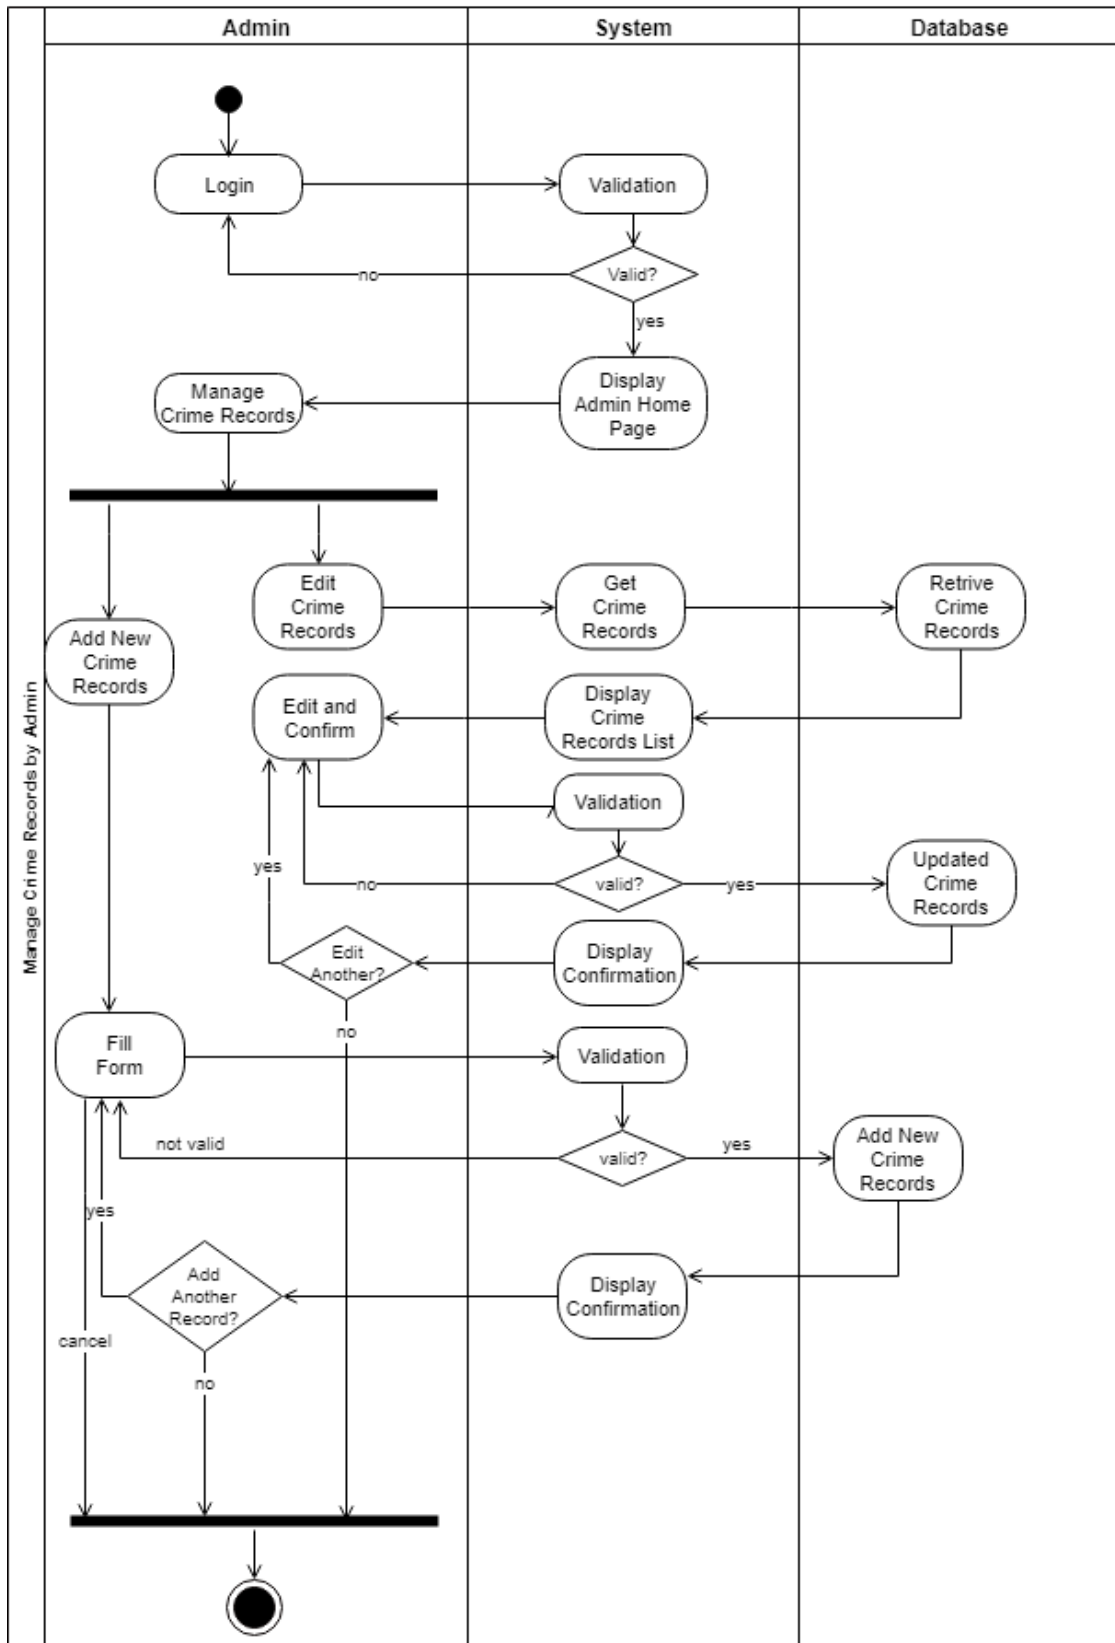 Admin
System
Database
Manage Crime Records by Admin
Login
Validation
no
Valid?
yes
Manage
Crime Records
Display
Admin Home
Page
Edit
Crime
Records
Get
Crime
Records
Retrive
Crime
Records
Add New
Crime
Records
Edit and
Confirm
Display
Crime
Records List
Validation
yes
no
valid?
yes
Updated
Crime
Records
Edit
Another?
Display
Confirmation
no
Fill
Form
Validation
not valid
valid?
yes
Add New
Crime
Records
yes
Add
Another
Record?
Display
Confirmation
cancel
no